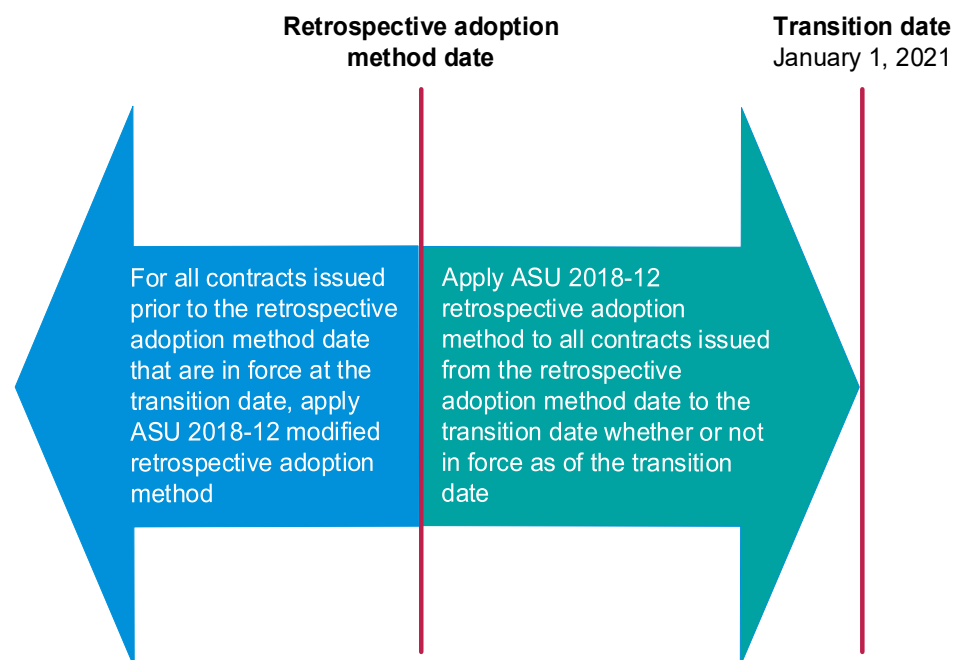 Retrospective adoption
method date
Transition date
January 1, 2021
For all contracts issued
prior to the retrospective
adoption method date
that are in force at the
transition date, apply
ASU 2018-12 modified
retrospective adoption
method
Apply ASU 2018-12
retrospective adoption
method to all contracts issued
from the retrospective
adoption method date to the
transition date whether or not
in force as of the transition
date